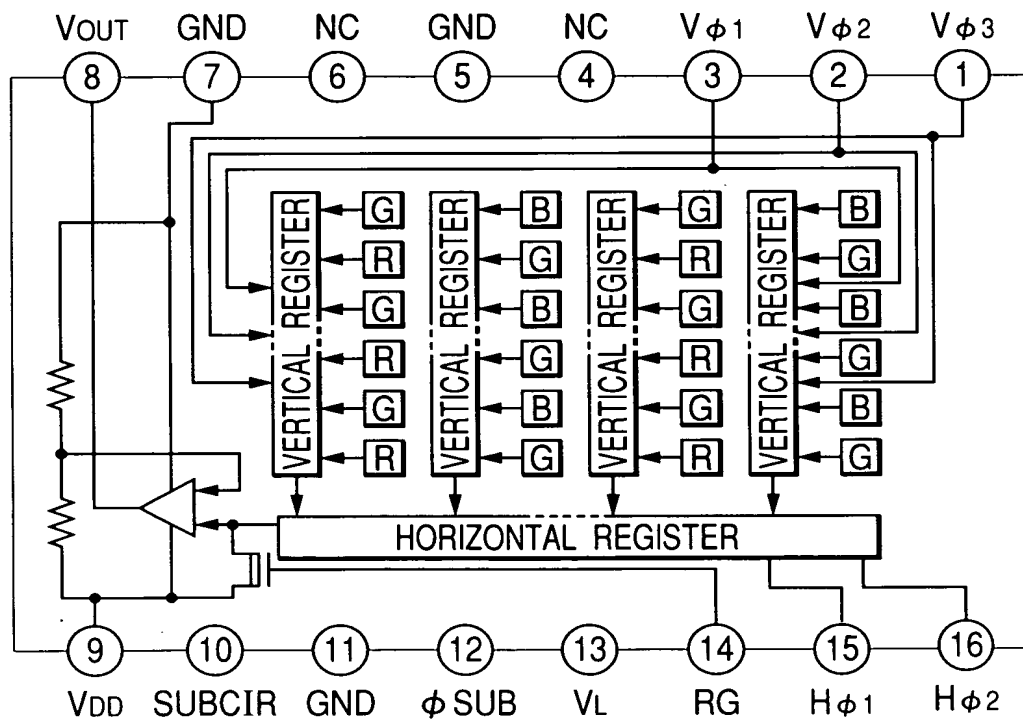 VOUT GND NC GND NC Vφ1 Vφ2 Vφ3
8 7 6 5 4 3 2 1
VERTICAL REGISTER
G
R
G
R
G
R
VERTICAL REGISTER
B
G
B
G
B
G
VERTICAL REGISTER
G
R
G
R
G
R
VERTICAL REGISTER
B
G
B
G
B
G
HORIZONTAL REGISTER
9 10 11 12 13 14 15 16
VDD SUBCIR GND φSUB VL RG Hφ1 Hφ2